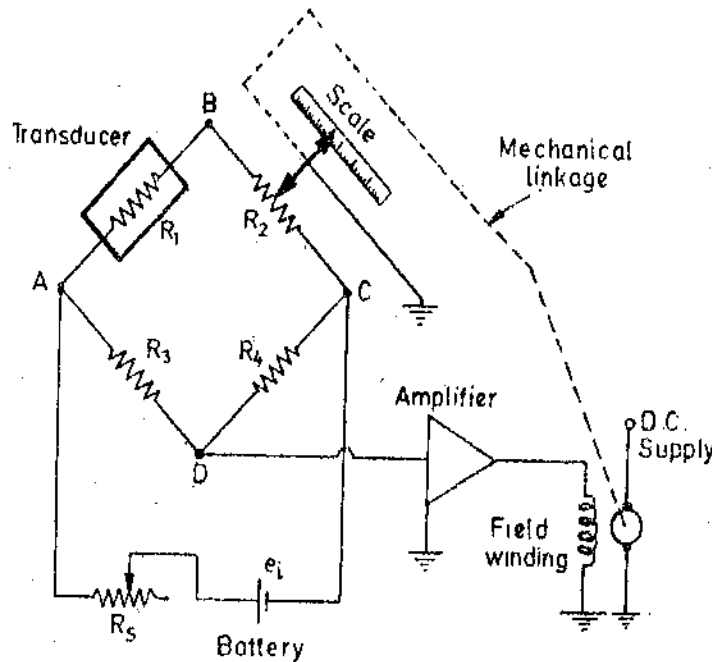 B
Scale
Transducer
Mechanical
linkage
R1
R2
A
C
R3
R4
Amplifier
D.C.
Supply
D
Field
winding
ei
Rs
Battery